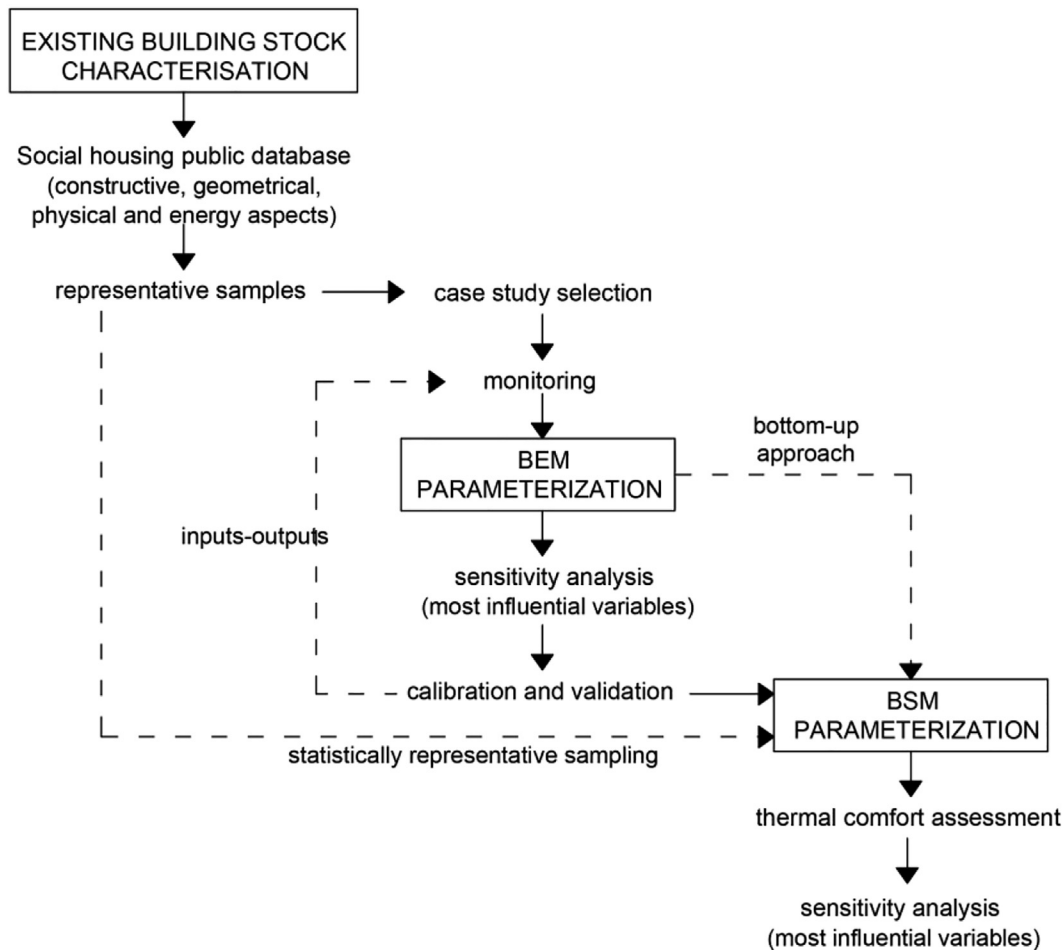 EXISTING BUILDING STOCK
CHARACTERISATION
Social housing public database
(constructive, geometrical,
physical and energy aspects)
representative samples
case study selection
monitoring
bottom-up
approach
BEM
PARAMETERIZATION
inputs-outputs
sensitivity analysis
(most influential variables)
calibration and validation
BSM
PARAMETERIZATION
statistically representative sampling
thermal comfort assessment
sensitivity analysis
(most influential variables)